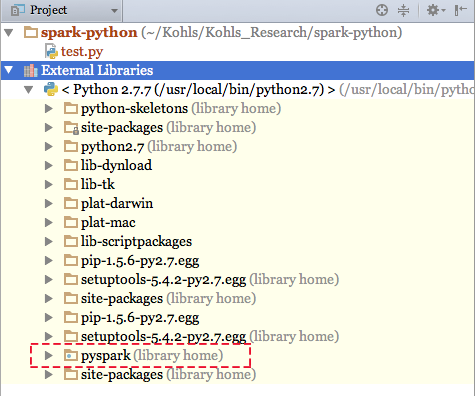 Project
spark-python (~/Kohls/Kohls_Research/spark-python)
test.py
External Libraries
< Python 2.7.7 (/usr/local/bin/python2.7) > (/usr/local/bin/pytho
python-skeletons (library home)
site-packages (library home)
python2.7 (library home)
lib-dynload
lib-tk
plat-darwin
plat-mac
lib-scriptpackages
pip-1.5.6-py2.7.egg
setuptools-5.4.2-py2.7.egg (library home)
site-packages (library home)
pip-1.5.6-py2.7.egg
setuptools-5.4.2-py2.7.egg (library home)
pyspark (library home)
site-packages (library home)